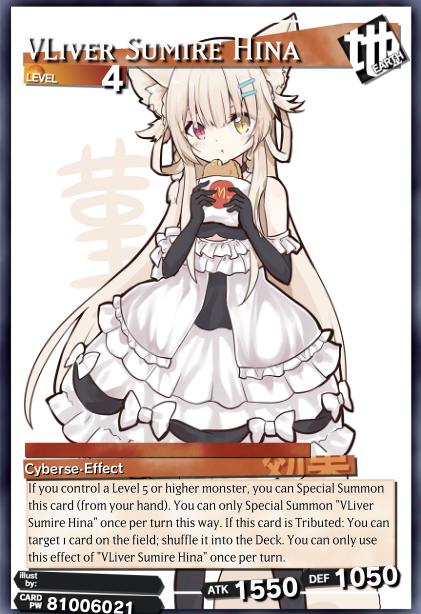 VLiver Sumire Hina
EARTH
LEVEL 4
菫
Cyberse・Effect
効果
If you control a Level 5 or higher monster, you can Special Summon
this card (from your hand). You can only Special Summon "VLiver
Sumire Hina" once per turn this way. If this card is Tributed: You can
target 1 card on the field; shuffle it into the Deck. You can only use
this effect of "VLiver Sumire Hina" once per turn.
illust
by:
ATK 1550 DEF 1050
CARD
PW 81006021